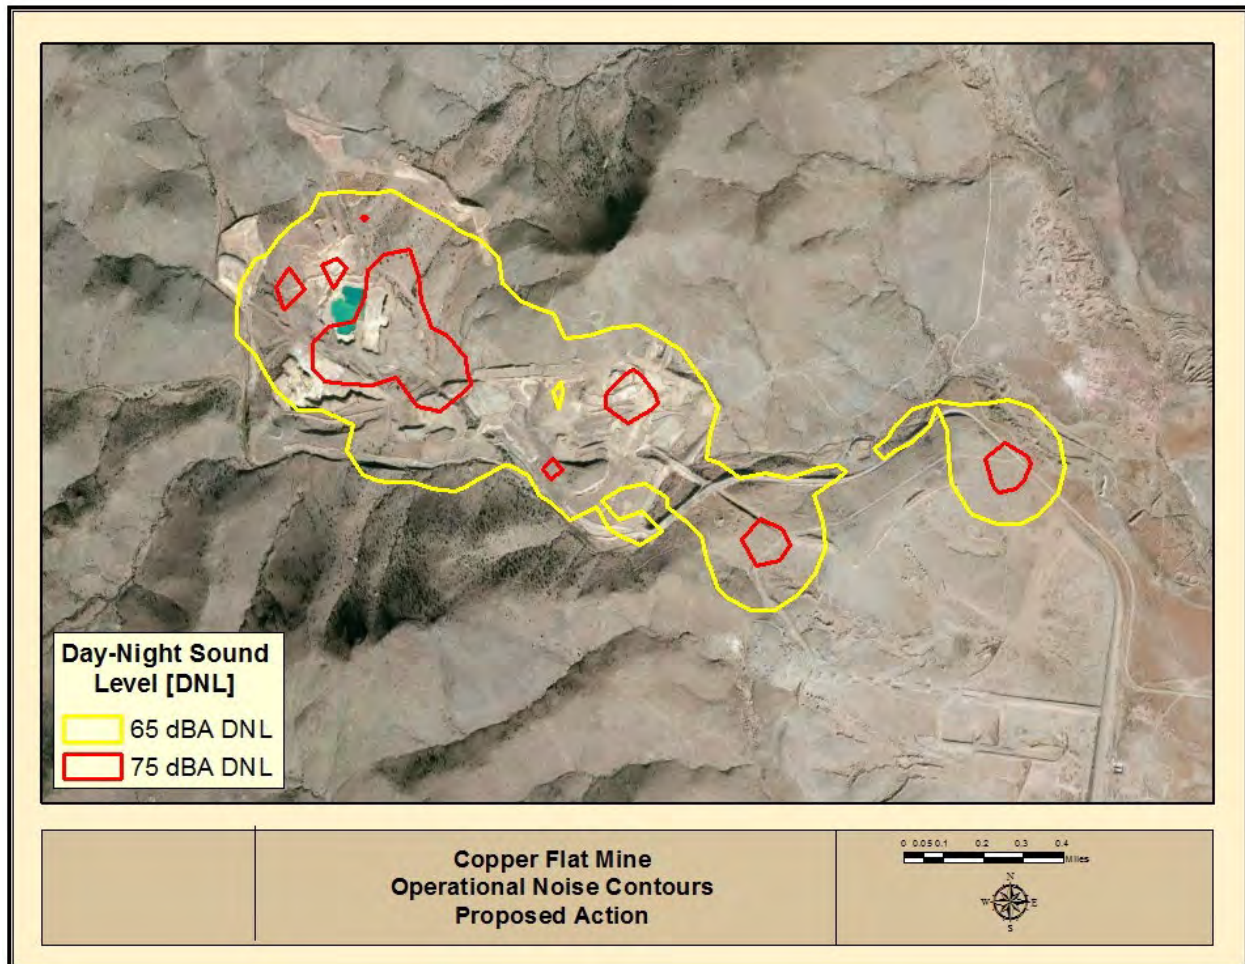 Day-Night Sound
Level [DNL]
65 dBA DNL
75 dBA DNL
Copper Flat Mine
Operational Noise Contours
Proposed Action
0 0.05 0.1 0.2 0.3 0.4
Miles
N
W E
S